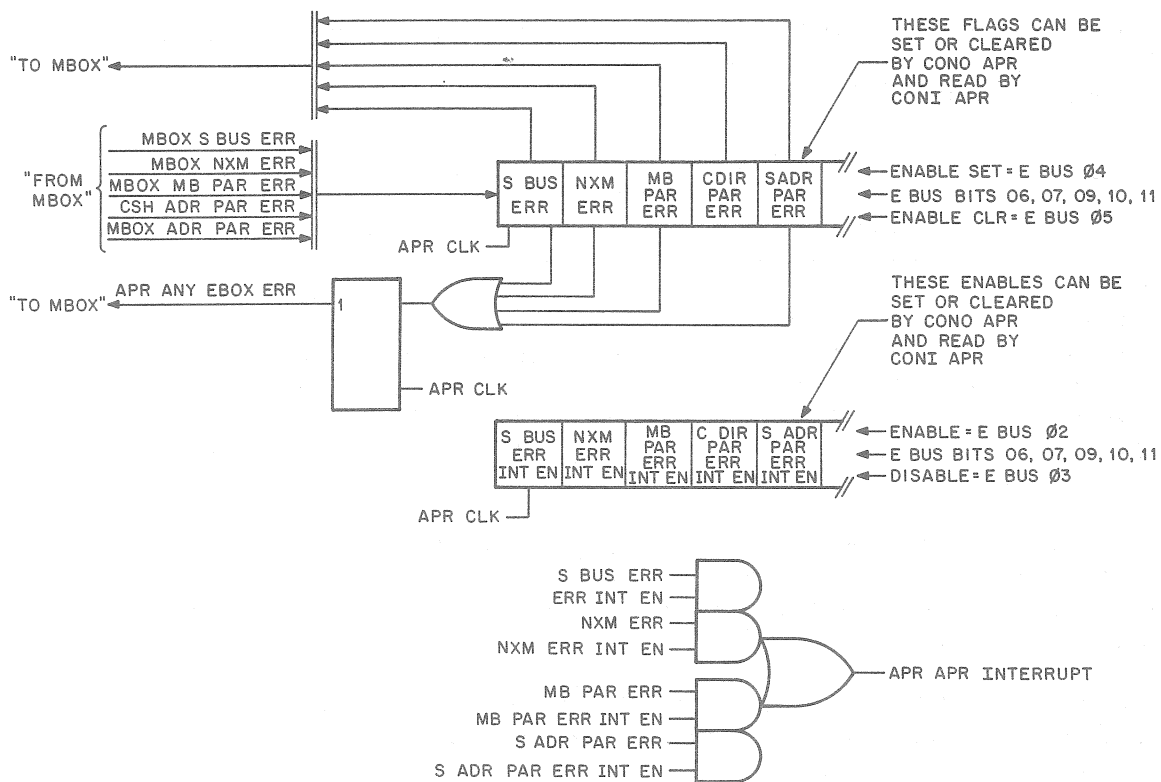 THESE FLAGS CAN BE
SET OR CLEARED
BY CONO APR
AND READ BY
CONI APR
"TO MBOX"
"FROM
MBOX"
MBOX S BUS ERR
MBOX NXM ERR
MBOX MB PAR ERR
CSH ADR PAR ERR
MBOX ADR PAR ERR
S BUS
ERR
NXM
ERR
MB
PAR
ERR
CDIR
PAR
ERR
SADR
PAR
ERR
ENABLE SET = E BUS Ø4
E BUS BITS 06, 07, 09, 10, 11
ENABLE CLR = E BUS Ø5
APR CLK
"TO MBOX"
APR ANY EBOX ERR
1
APR CLK
THESE ENABLES CAN BE
SET OR CLEARED
BY CONO APR
AND READ BY
CONI APR
S BUS
ERR
INT EN
NXM
ERR
INT EN
MB
PAR
ERR
INT EN
C DIR
PAR
ERR
INT EN
S ADR
PAR
ERR
INT EN
ENABLE = E BUS Ø2
E BUS BITS 06, 07, 09, 10, 11
DISABLE = E BUS Ø3
APR CLK
S BUS ERR
ERR INT EN
NXM ERR
NXM ERR INT EN
MB PAR ERR
MB PAR ERR INT EN
S ADR PAR ERR
S ADR PAR ERR INT EN
APR APR INTERRUPT